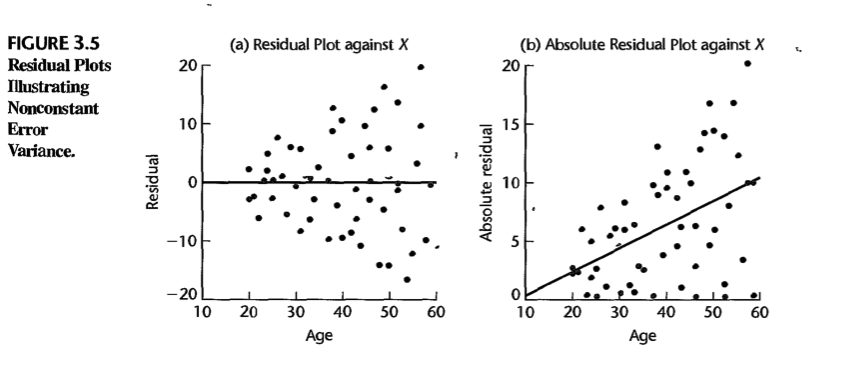 FIGURE 3.5
Residual Plots
Illustrating
Nonconstant
Error
Variance.
(a) Residual Plot against X
20
10
0
−10
−20
Residual
10 20 30 40 50 60
Age
(b) Absolute Residual Plot against X
20
15
10
5
0
Absolute residual
10 20 30 40 50 60
Age